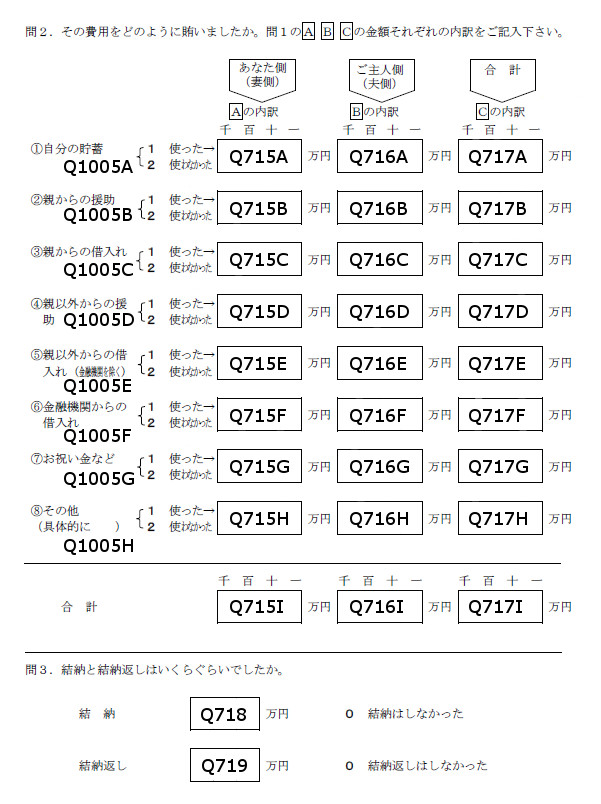 問２．その費用をどのように賄いましたか。問１のA B Cの金額それぞれの内訳をご記入下さい。
あなた側
（妻側）
ご主人側
（夫側）
合　計
Aの内訳
Bの内訳
Cの内訳
千 百 十 一
千 百 十 一
千 百 十 一
①自分の貯蓄 1 使った→ Q715A 万円 Q716A 万円 Q717A 万円
Q1005A 2 使わなかった
②親からの援助 1 使った→ Q715B 万円 Q716B 万円 Q717B 万円
Q1005B 2 使わなかった
③親からの借入れ 1 使った→ Q715C 万円 Q716C 万円 Q717C 万円
Q1005C 2 使わなかった
④親以外からの援 1 使った→ Q715D 万円 Q716D 万円 Q717D 万円
助 Q1005D 2 使わなかった
⑤親以外からの借 1 使った→ Q715E 万円 Q716E 万円 Q717E 万円
入れ（金融機関を除く） 2 使わなかった
Q1005E
⑥金融機関からの 1 使った→ Q715F 万円 Q716F 万円 Q717F 万円
借入れ 2 使わなかった
Q1005F
⑦お祝い金など 1 使った→ Q715G 万円 Q716G 万円 Q717G 万円
Q1005G 2 使わなかった
⑧その他 1 使った→ Q715H 万円 Q716H 万円 Q717H 万円
（具体的に　　） 2 使わなかった
Q1005H
千 百 十 一 千 百 十 一 千 百 十 一
合　計 Q715I 万円 Q716I 万円 Q717I 万円
問３．結納と結納返しはいくらぐらいでしたか。
結　納 Q718 万円 0 結納はしなかった
結納返し Q719 万円 0 結納返しはしなかった